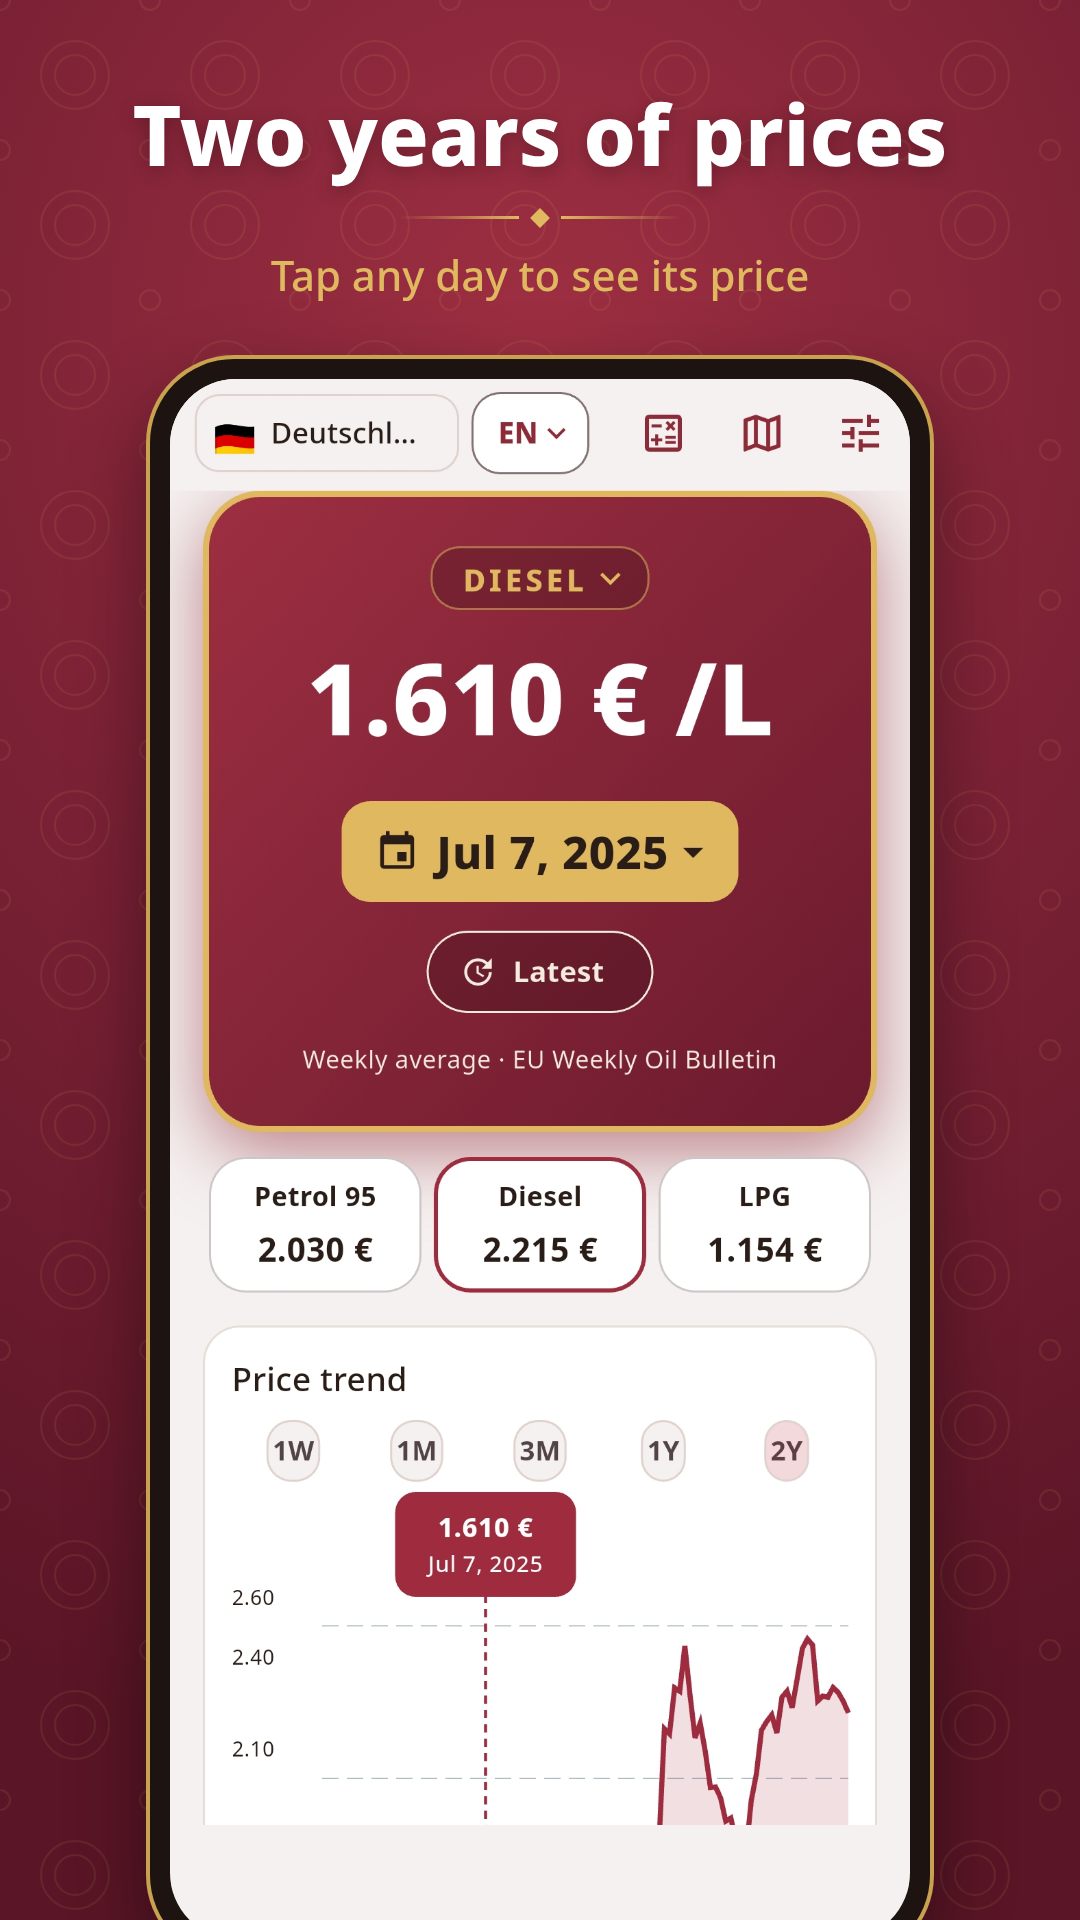 Two years of prices
Tap any day to see its price
Deutschl...
EN
DIESEL
1.610 € /L
Jul 7, 2025
Latest
Weekly average · EU Weekly Oil Bulletin
Petrol 95
2.030 €
Diesel
2.215 €
LPG
1.154 €
Price trend
1W
1M
3M
1Y
2Y
1.610 €
Jul 7, 2025
2.60
2.40
2.10